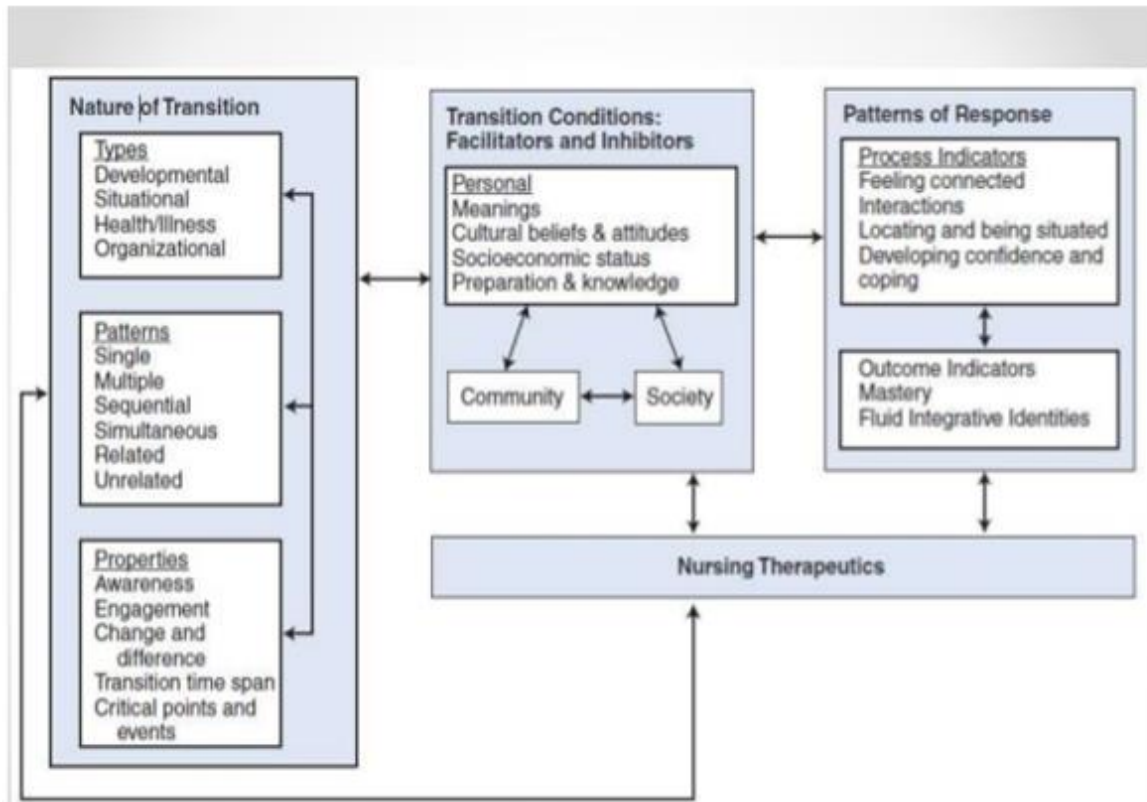 Nature of Transition
Types
Developmental
Situational
Health/Illness
Organizational
Patterns
Single
Multiple
Sequential
Simultaneous
Related
Unrelated
Properties
Awareness
Engagement
Change and
difference
Transition time span
Critical points and
events
Transition Conditions:
Facilitators and Inhibitors
Personal
Meanings
Cultural beliefs & attitudes
Socioeconomic status
Preparation & knowledge
Community
Society
Patterns of Response
Process Indicators
Feeling connected
Interactions
Locating and being situated
Developing confidence and
coping
Outcome Indicators
Mastery
Fluid Integrative Identities
Nursing Therapeutics